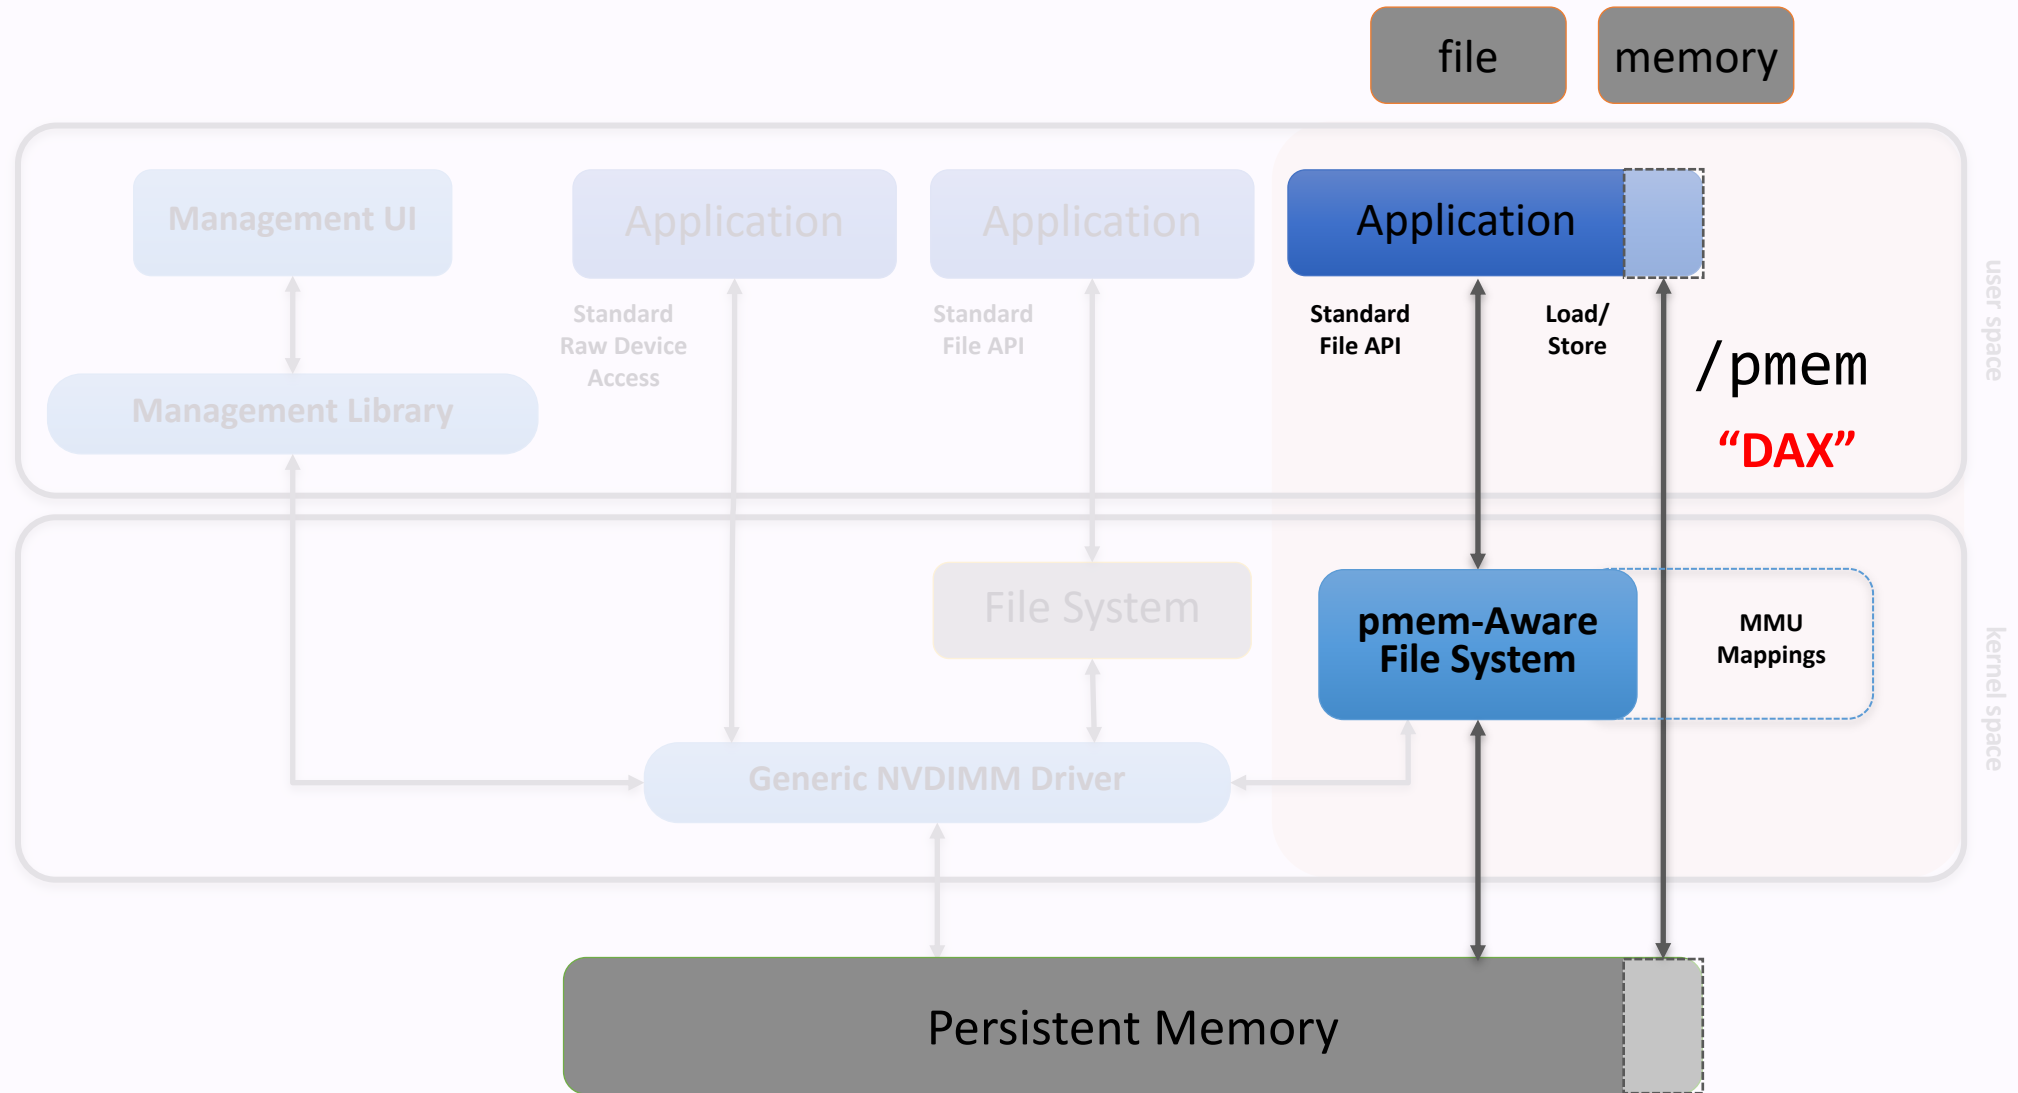 file
memory
Management UI
Application
Application
Application
Standard
Raw Device
Access
Standard
File API
Standard
File API
Load/
Store
/pmem
“DAX”
Management Library
user space
File System
pmem-Aware
File System
MMU
Mappings
kernel space
Generic NVDIMM Driver
Persistent Memory